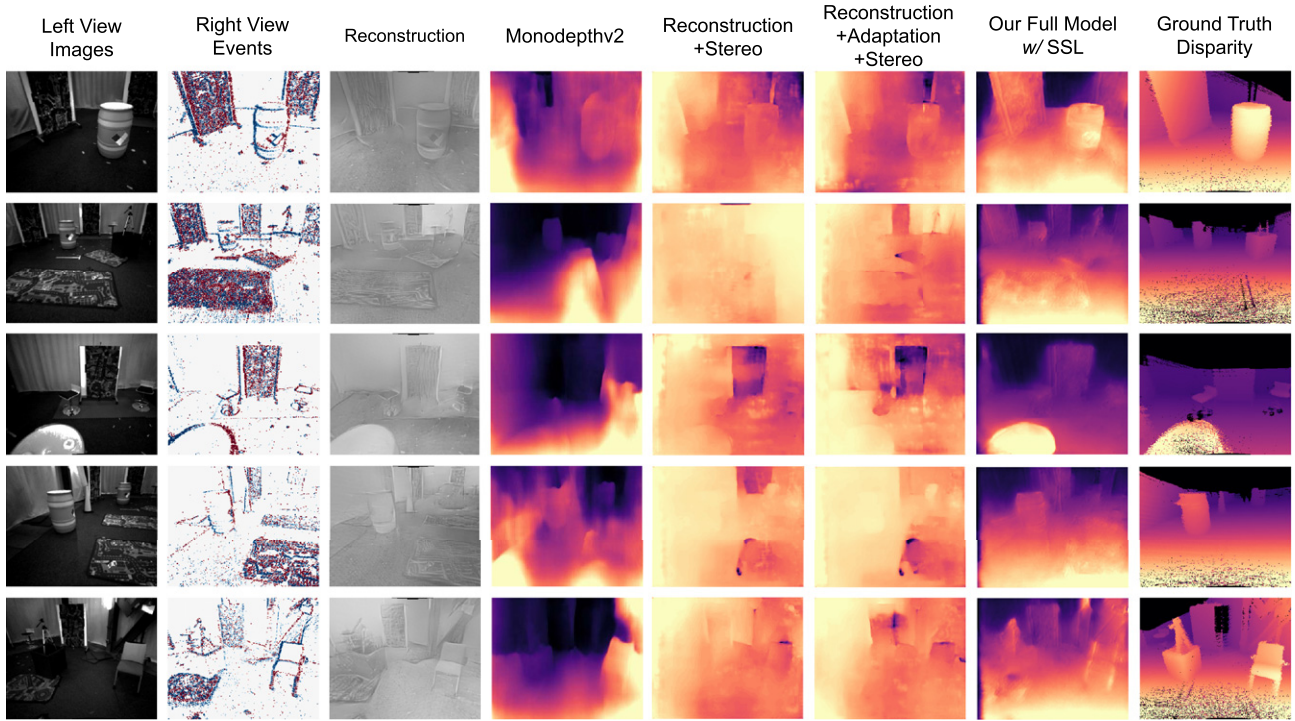 Left View
Images
Right View
Events
Reconstruction
Monodepthv2
Reconstruction
+Stereo
Reconstruction
+Adaptation
+Stereo
Our Full Model
w/ SSL
Ground Truth
Disparity